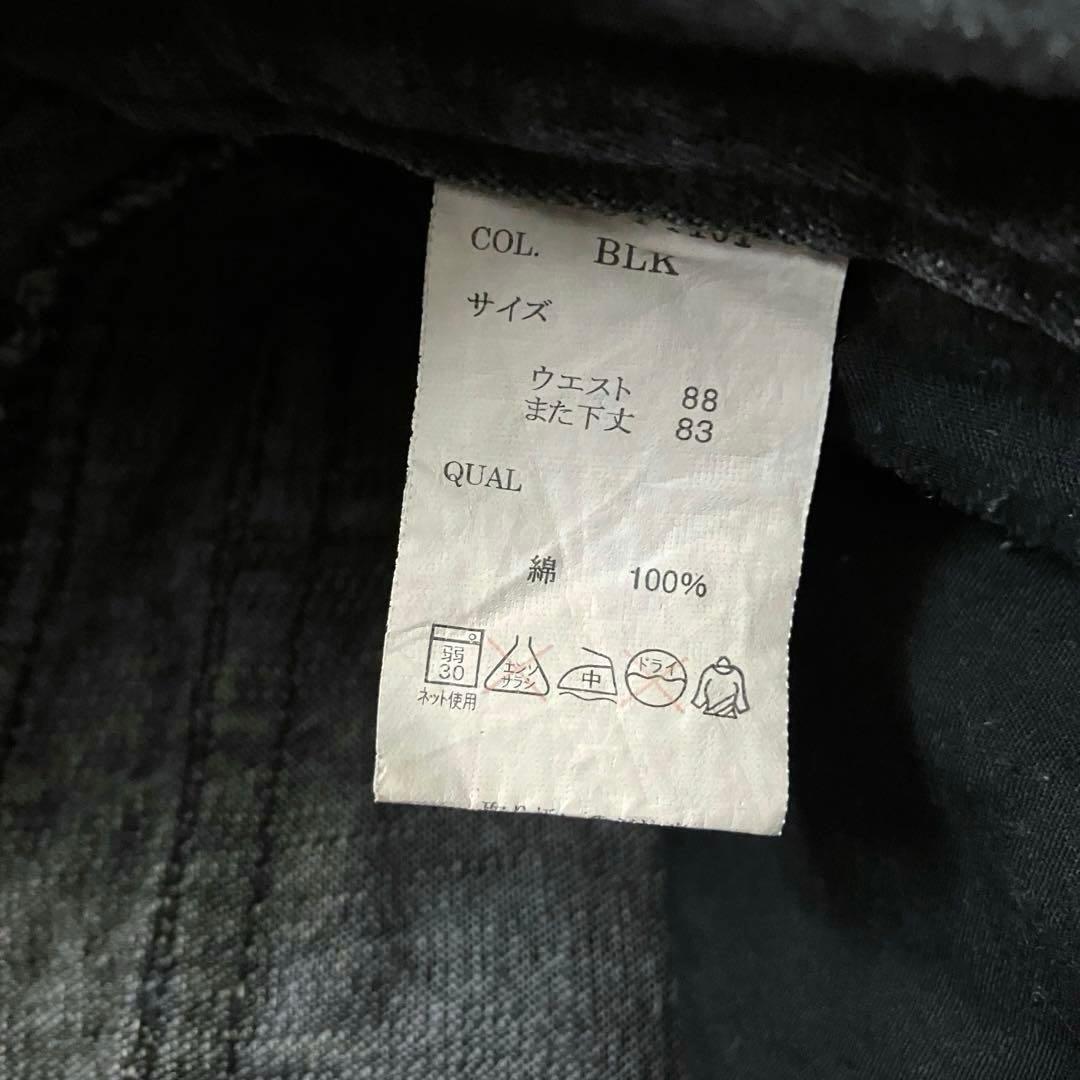 COL. BLK
サイズ
ウエスト 88
また下丈 83
QUAL
綿 100%
弱
30
ネット使用
エンソ
サラシ
中
ドライ